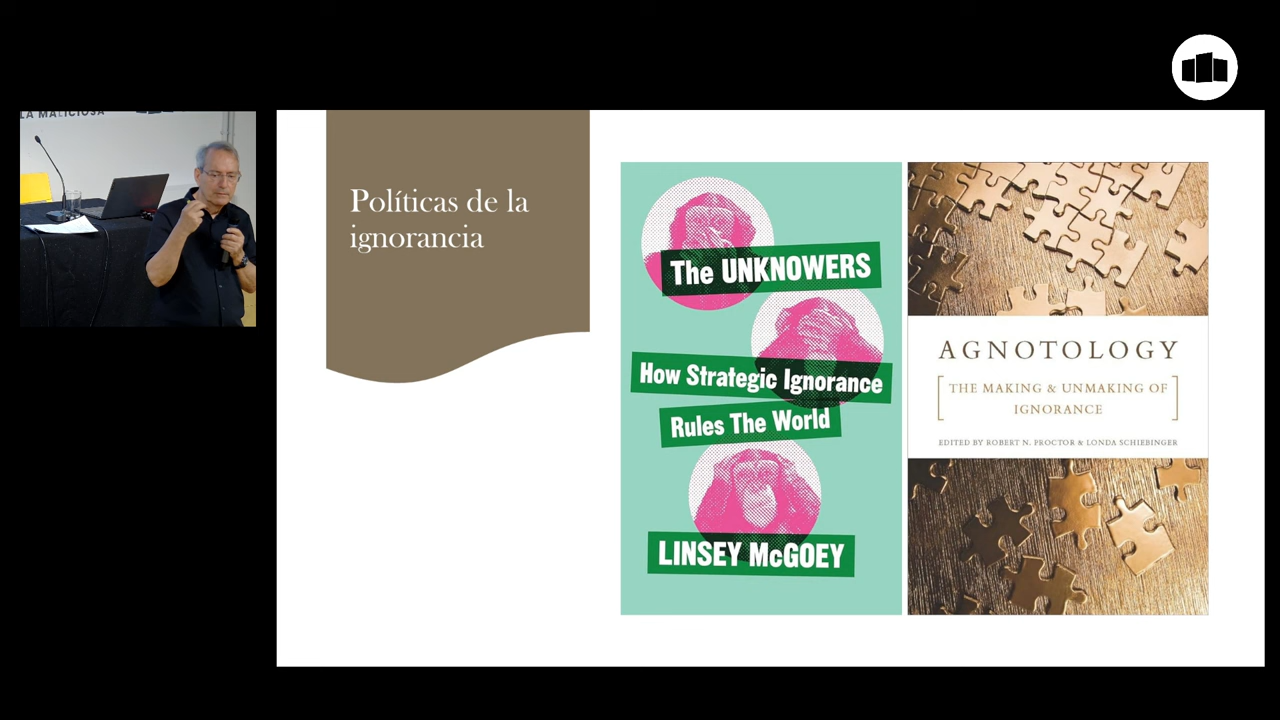 LA MALICIOSA
Políticas de la
ignorancia
The UNKNOWERS
How Strategic Ignorance
Rules The World
LINSEY McGOEY
AGNOTOLOGY
THE MAKING & UNMAKING OF
IGNORANCE
EDITED BY ROBERT N. PROCTOR & LONDA SCHIEBINGER